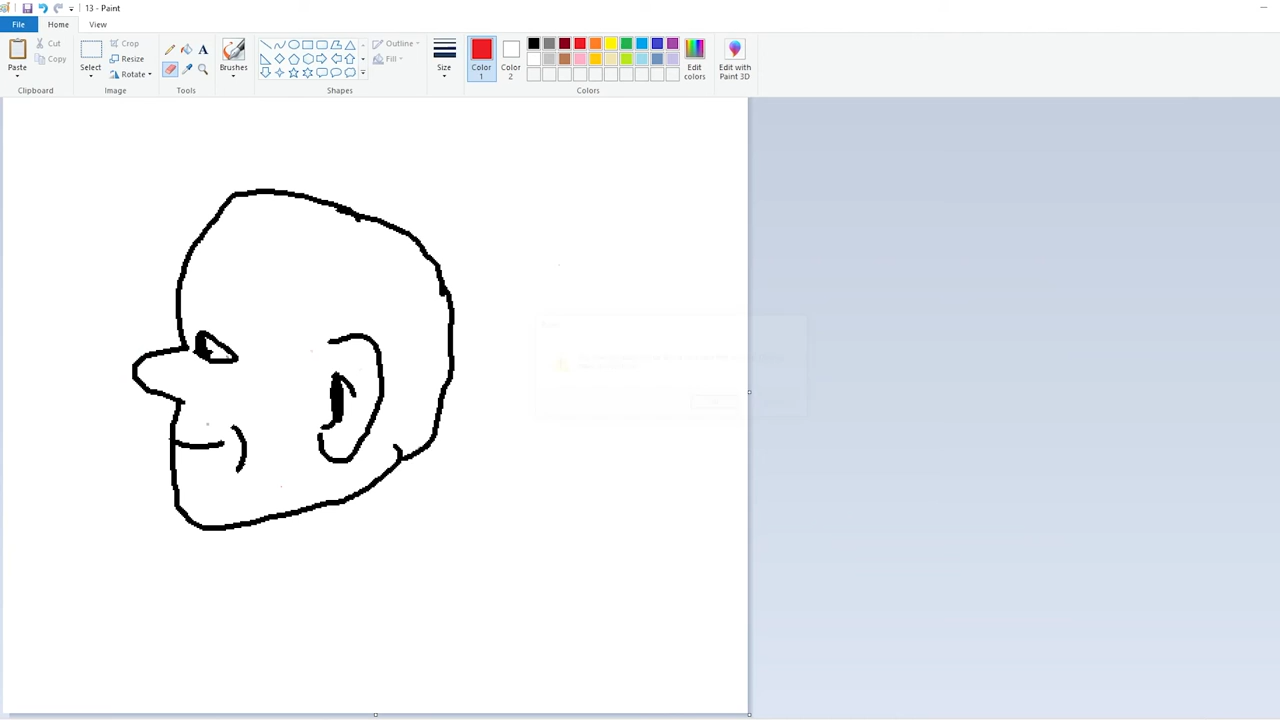 13 - Paint
File Home View
Paste Cut Copy Select Crop Resize Rotate A Brushes Outline Fill Size Color 1 Color 2 Edit colors Edit with Paint 3D
Clipboard Image Tools Shapes Colors